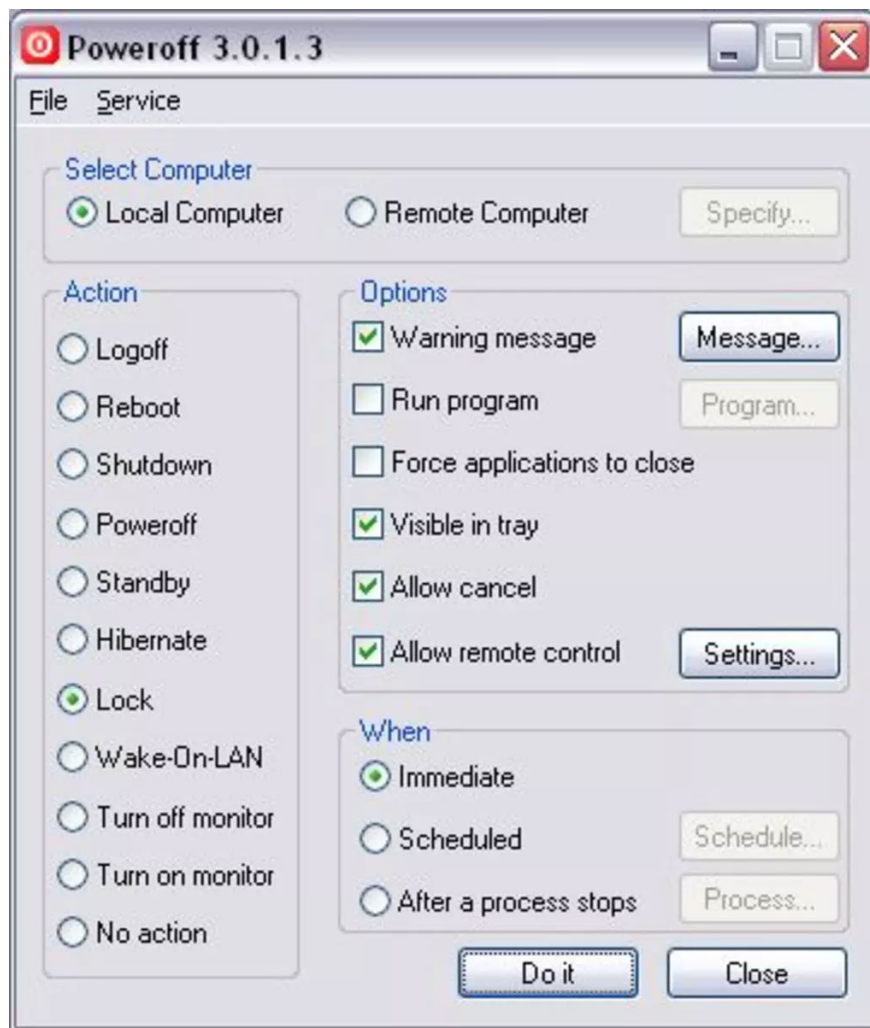 Poweroff 3.0.1.3
File Service
Select Computer
Local Computer Remote Computer Specify...
Action
Logoff
Reboot
Shutdown
Poweroff
Standby
Hibernate
Lock
Wake-On-LAN
Turn off monitor
Turn on monitor
No action
Options
Warning message Message...
Run program Program...
Force applications to close
Visible in tray
Allow cancel
Allow remote control Settings...
When
Immediate
Scheduled Schedule...
After a process stops Process...
Do it Close